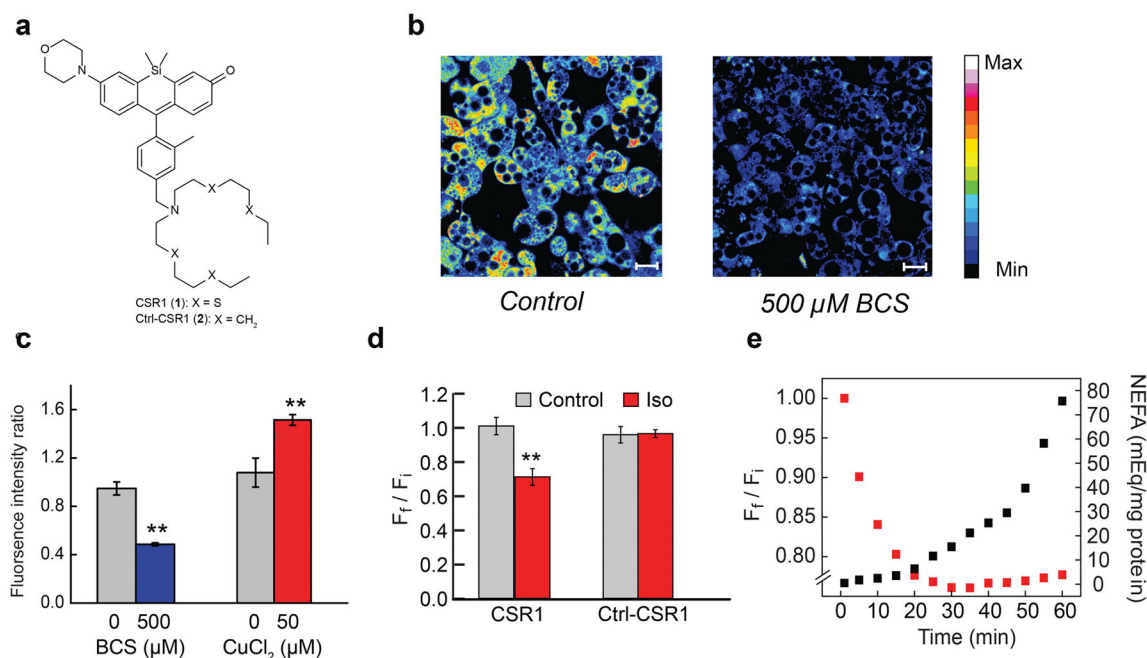 a
O
N
Si
O
N
X
X
X
X
CSR1 (1): X = S
Ctrl-CSR1 (2): X = CH2
b
Max
Min
Control
500 µM BCS
c
Fluorsence intensity ratio
1.6
1.2
0.8
0.4
0.0
**
**
0 500
0 50
BCS (µM)
CuCl2 (µM)
d
Ff / Fi
1.2
1.0
0.8
0.6
0.4
0.2
0.0
Control
Iso
**
CSR1
Ctrl-CSR1
e
Ff / Fi
1.00
0.95
0.90
0.85
0.80
80
70
60
50
40
30
20
10
0
NEFA (mEq/mg protein)
0 10 20 30 40 50 60
Time (min)